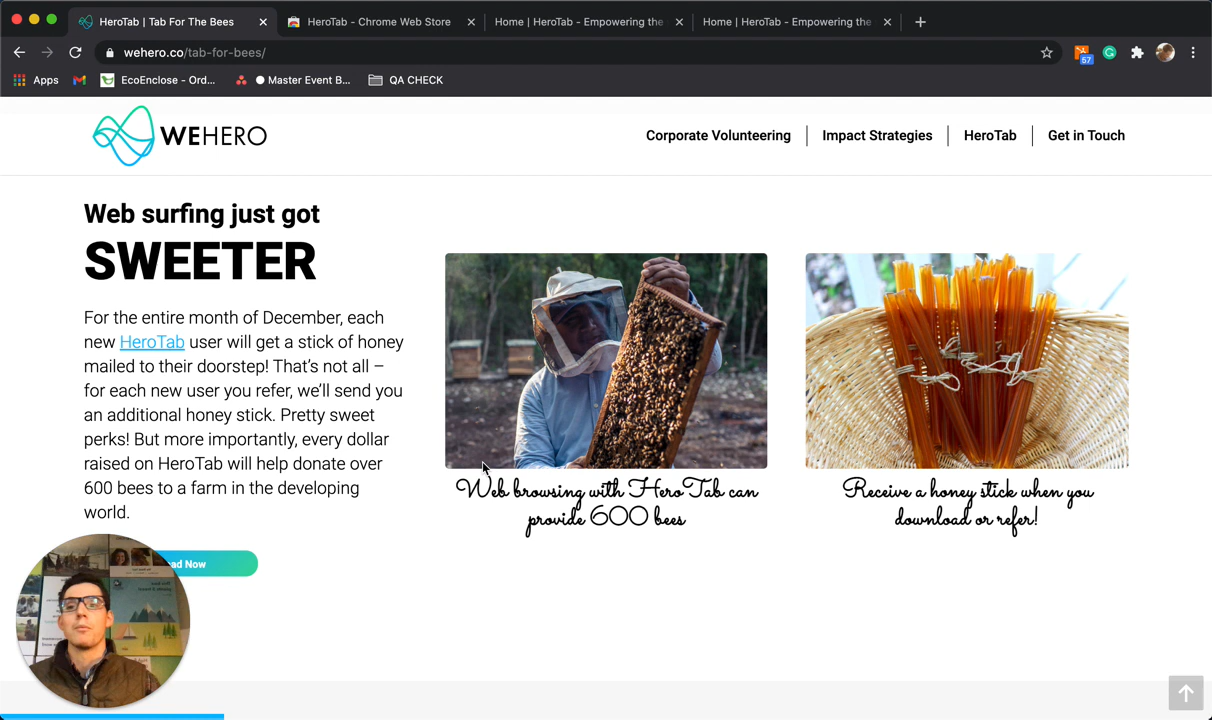 HeroTab | Tab For The Bees
HeroTab - Chrome Web Store
Home | HeroTab - Empowering the
Home | HeroTab - Empowering the
wehero.co/tab-for-bees/
57
Apps
EcoEnclose - Ord...
Master Event B...
QA CHECK
WEHERO
Corporate Volunteering
Impact Strategies
HeroTab
Get in Touch
Web surfing just got
SWEETER
For the entire month of December, each
new HeroTab user will get a stick of honey
mailed to their doorstep! That's not all –
for each new user you refer, we'll send you
an additional honey stick. Pretty sweet
perks! But more importantly, every dollar
raised on HeroTab will help donate over
600 bees to a farm in the developing
world.
Web browsing with HeroTab can
provide 600 bees
Receive a honey stick when you
download or refer!
ad Now